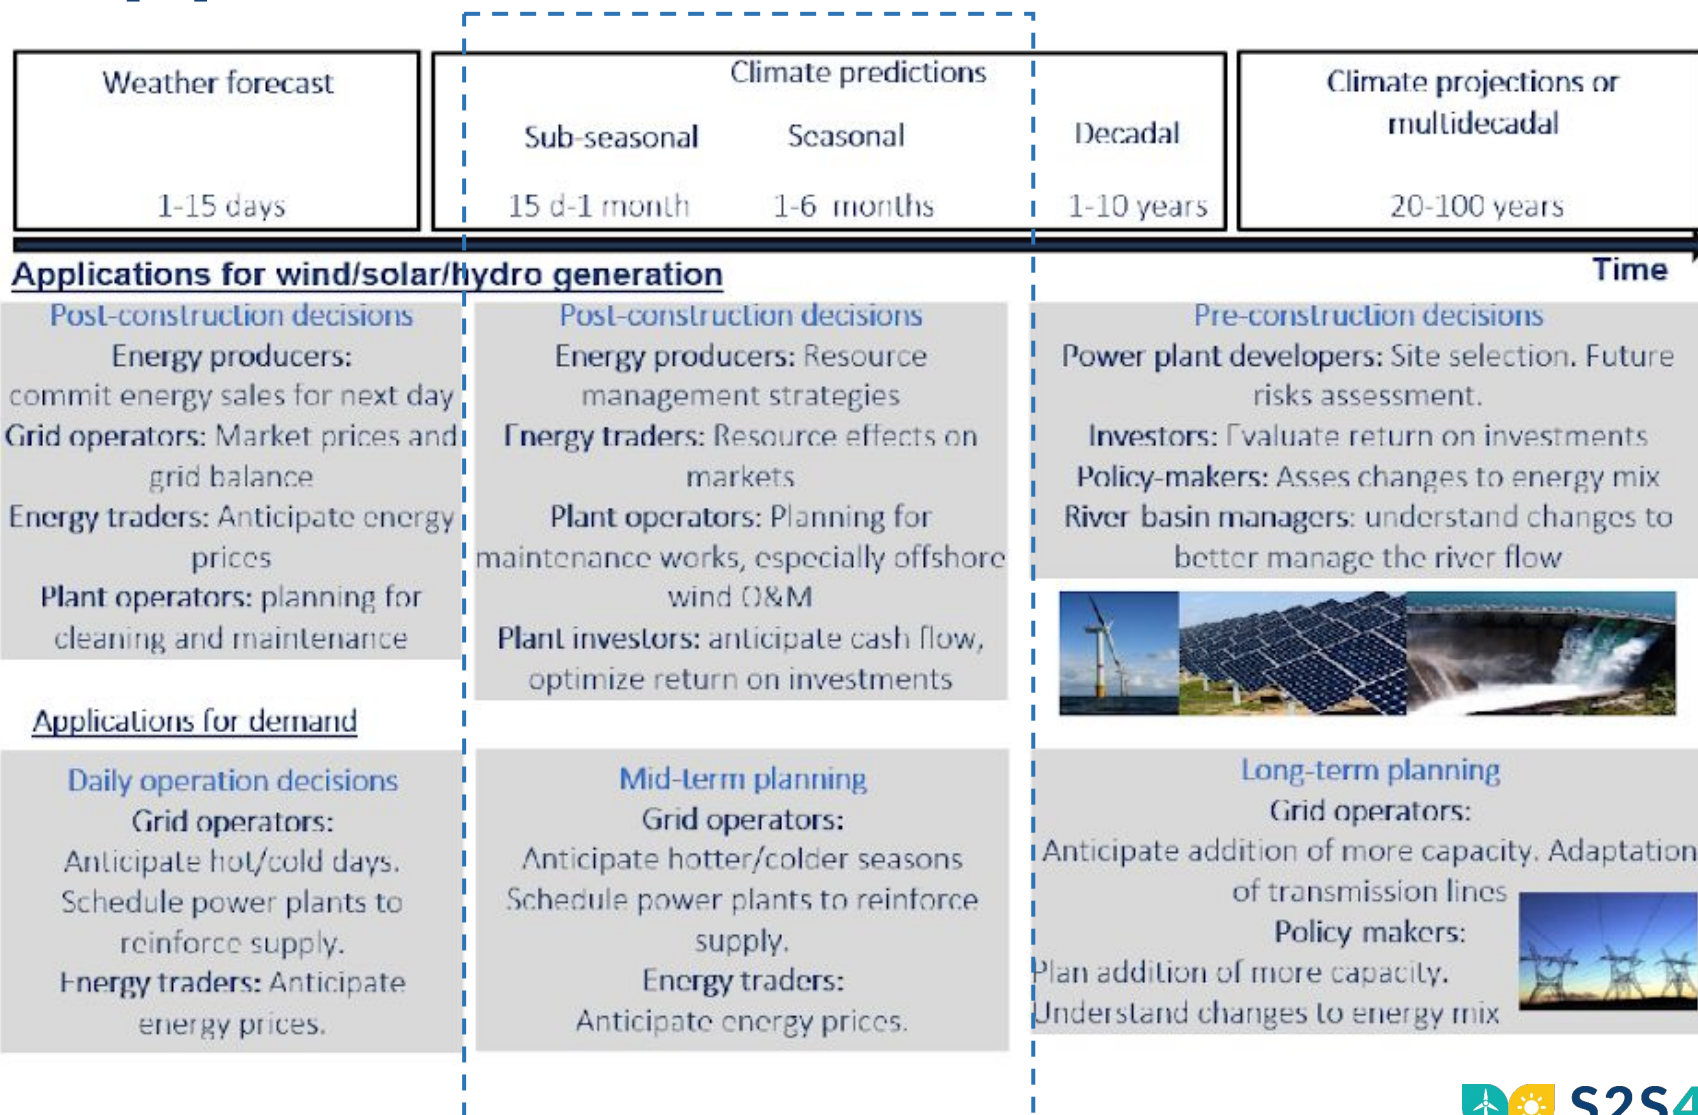 Weather forecast
1-15 days
Climate predictions
Sub-seasonal
Seasonal
Decadal
15 d-1 month
1-6 months
1-10 years
Climate projections or
multidecadal
20-100 years
Time
Applications for wind/solar/hydro generation
Post-construction decisions
Energy producers:
commit energy sales for next day
Grid operators: Market prices and
grid balance
Energy traders: Anticipate energy
prices
Plant operators: planning for
cleaning and maintenance
Post-construction decisions
Energy producers: Resource
management strategies
Energy traders: Resource effects on
markets
Plant operators: Planning for
maintenance works, especially offshore
wind O&M
Plant investors: anticipate cash flow,
optimize return on investments
Pre-construction decisions
Power plant developers: Site selection. Future
risks assessment.
Investors: Evaluate return on investments
Policy-makers: Asses changes to energy mix
River basin managers: understand changes to
better manage the river flow
Applications for demand
Daily operation decisions
Grid operators:
Anticipate hot/cold days.
Schedule power plants to
reinforce supply.
Energy traders: Anticipate
energy prices.
Mid-term planning
Grid operators:
Anticipate hotter/colder seasons
Schedule power plants to reinforce
supply.
Energy traders:
Anticipate energy prices.
Long-term planning
Grid operators:
Anticipate addition of more capacity. Adaptation
of transmission lines
Policy makers:
Plan addition of more capacity.
Understand changes to energy mix
S2S4